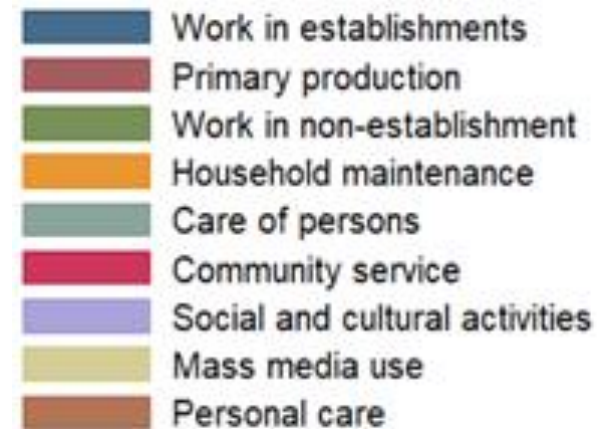 Work in establishments
Primary production
Work in non-establishment
Household maintenance
Care of persons
Community service
Social and cultural activities
Mass media use
Personal care